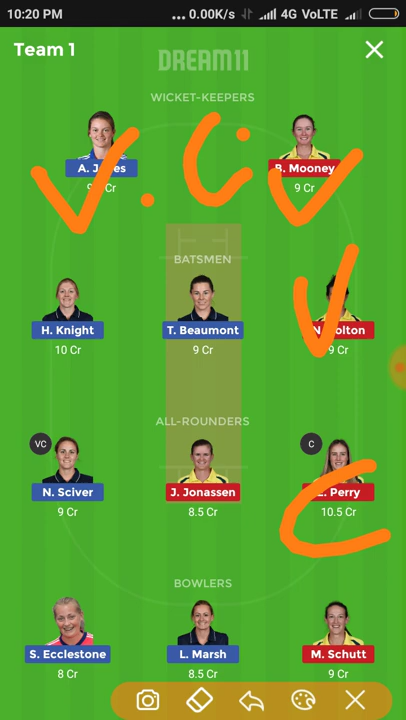 10:20 PM ... 0.00K/s 4G VoLTE
Team 1
DREAM11
WICKET-KEEPERS
V. C. V
B. Mooney
9 Cr
BATSMEN
V
H. Knight T. Beaumont
10 Cr 9 Cr 9 Cr
ALL-ROUNDERS
VC C
N. Sciver J. Jonassen Perry
9 Cr 8.5 Cr 10.5 Cr
BOWLERS
S. Ecclestone L. Marsh M. Schutt
8 Cr 8.5 Cr 9 Cr